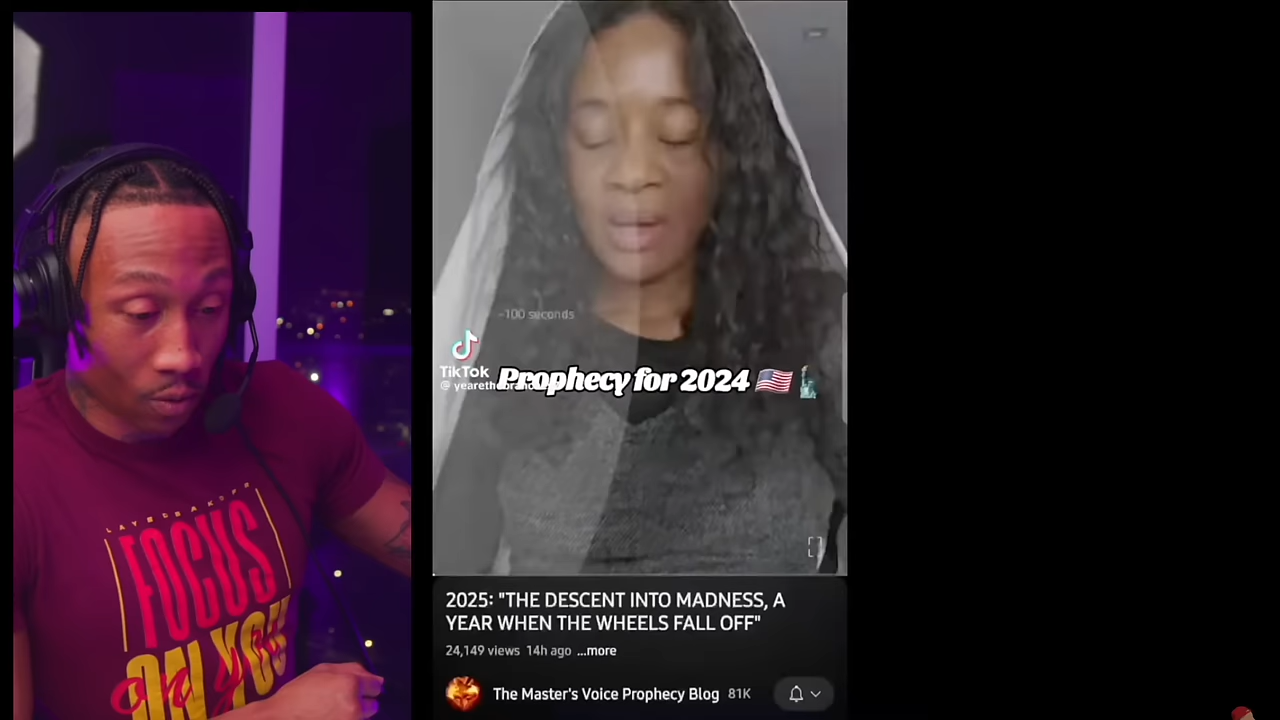 LAYEDBAKDFR
FOCUS
ON YOU
-100 seconds
TikTok
Prophecy for 2024 🇺🇸🗽
2025: "THE DESCENT INTO MADNESS, A
YEAR WHEN THE WHEELS FALL OFF"
24,149 views 14h ago ...more
The Master's Voice Prophecy Blog 81K